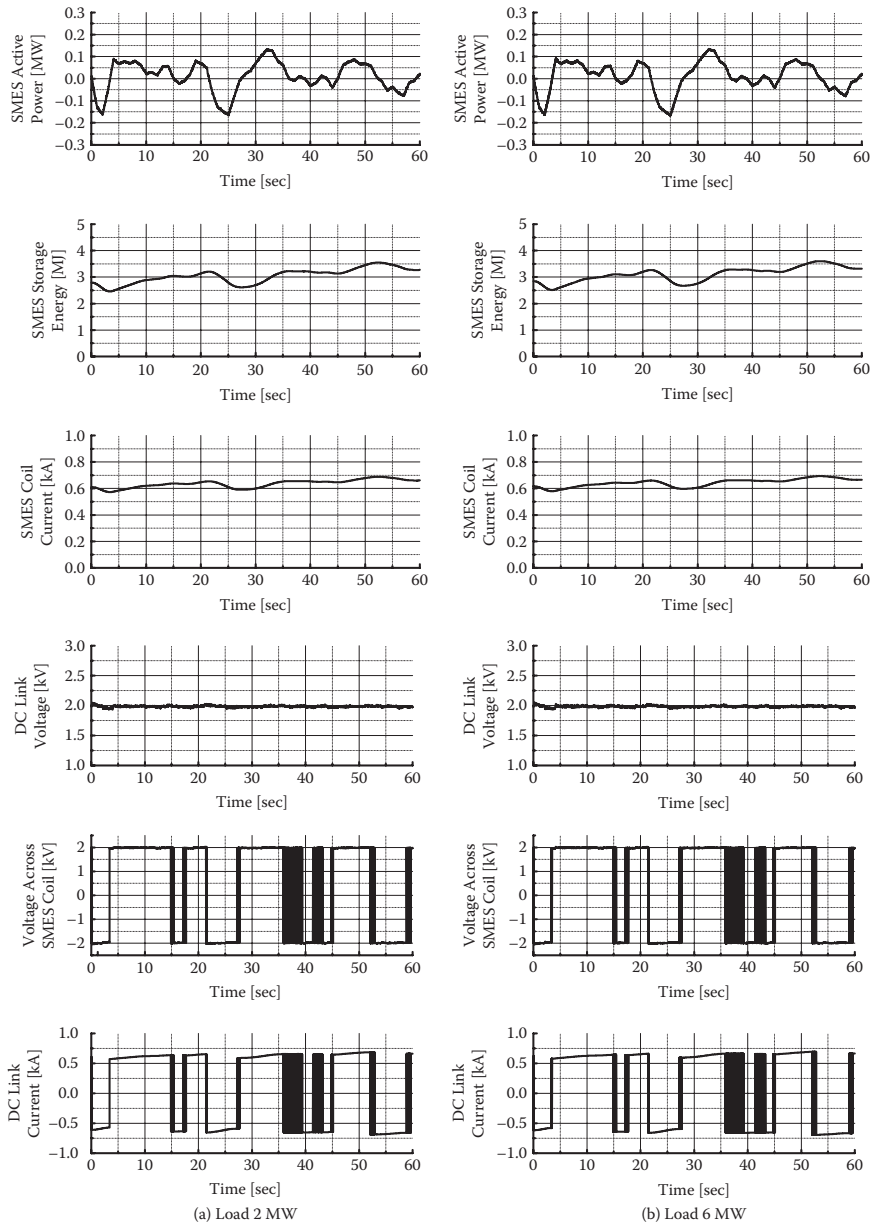 SMES Active
Power [MW]
0.3
0.2
0.1
0.0
−0.1
−0.2
−0.3
0 10 20 30 40 50 60
Time [sec]
SMES Active
Power [MW]
0.3
0.2
0.1
0.0
−0.1
−0.2
−0.3
0 10 20 30 40 50 60
Time [sec]
SMES Storage
Energy [MJ]
5
4
3
2
1
0
0 10 20 30 40 50 60
Time [sec]
SMES Storage
Energy [MJ]
5
4
3
2
1
0
0 10 20 30 40 50 60
Time [sec]
SMES Coil
Current [kA]
1.0
0.8
0.6
0.4
0.2
0.0
0 10 20 30 40 50 60
Time [sec]
SMES Coil
Current [kA]
1.0
0.8
0.6
0.4
0.2
0.0
0 10 20 30 40 50 60
Time [sec]
DC Link
Voltage [kV]
3.0
2.5
2.0
1.5
1.0
0 10 20 30 40 50 60
Time [sec]
DC Link
Voltage [kV]
3.0
2.5
2.0
1.5
1.0
0 10 20 30 40 50 60
Time [sec]
Voltage Across
SMES Coil [kV]
2
1
0
−1
−2
0 10 20 30 40 50 60
Time [sec]
Voltage Across
SMES Coil [kV]
2
1
0
−1
−2
0 10 20 30 40 50 60
Time [sec]
DC Link
Current [kA]
1.0
0.5
0.0
−0.5
−1.0
0 10 20 30 40 50 60
Time [sec]
(a) Load 2 MW
DC Link
Current [kA]
1.0
0.5
0.0
−0.5
−1.0
0 10 20 30 40 50 60
Time [sec]
(b) Load 6 MW